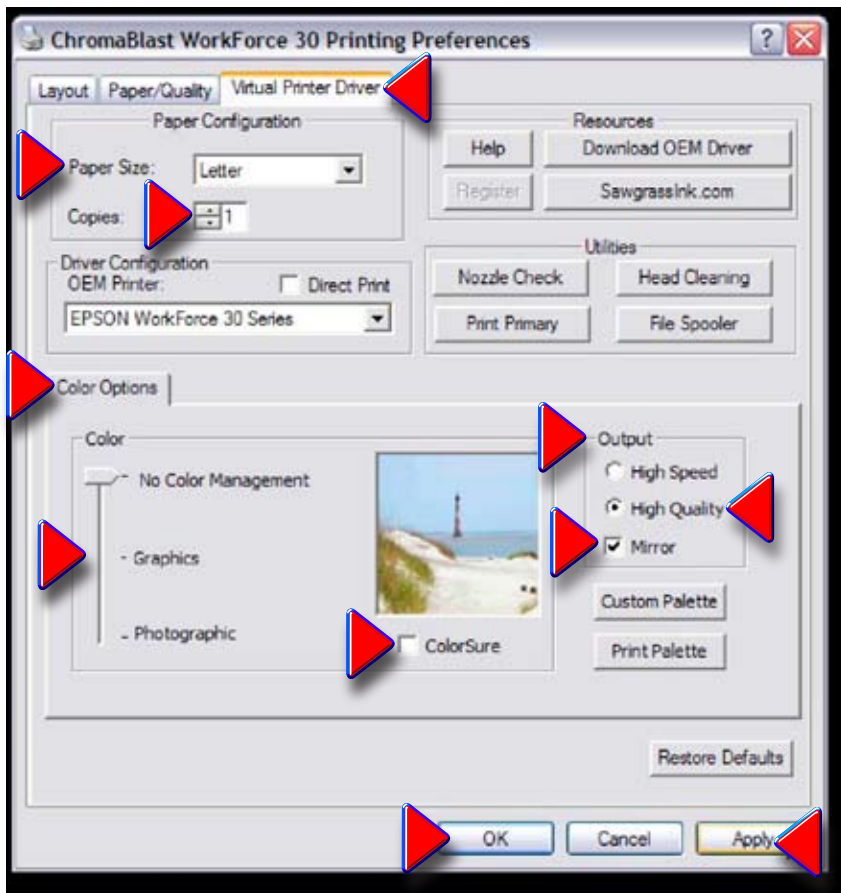 ChromaBlast WorkForce 30 Printing Preferences
?
Layout Paper/Quality Virtual Printer Driver
Paper Configuration
Paper Size: Letter
Copies: 1
Resources
Help Download OEM Driver
Register SawgrassInk.com
Driver Configuration
OEM Printer: Direct Print
EPSON WorkForce 30 Series
Utilities
Nozzle Check Head Cleaning
Print Primary File Spooler
Color Options
Color
No Color Management
- Graphics
- Photographic
ColorSure
Output
High Speed
High Quality
Mirror
Custom Palette
Print Palette
Restore Defaults
OK Cancel Apply